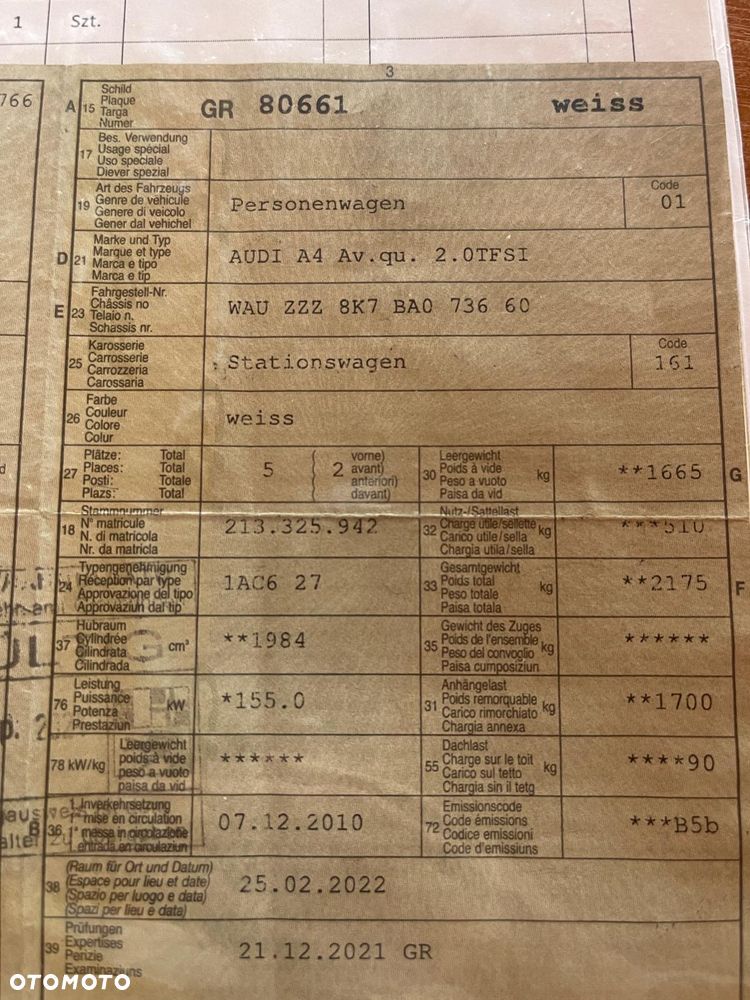 1 Szt.
3
766
A 15 Schild
Plaque
Targa
Numer
GR 80661 weiss
17 Bes. Verwendung
Usage spécial
Uso speciale
Diever spezial
19 Art des Fahrzeugs
Genre de véhicule
Genere di veicolo
Gener dal vehichel
Personenwagen
Code
01
D 21 Marke und Typ
Marque et type
Marca e tipo
Marca e tip
AUDI A4 Av.qu. 2.0TFSI
E 23 Fahrgestell-Nr.
Châssis no
Telaio n.
Schassis nr.
WAU ZZZ 8K7 BA0 736 60
25 Karosserie
Carrosserie
Carrozzeria
Carossaria
Stationswagen
Code
161
26 Farbe
Couleur
Colore
Colur
weiss
27 Plätze: Total
Places: Total
Posti: Totale
Plazs: Total
5 ( 2 vorne)
avant)
anteriori)
davant)
30 Leergewicht
Poids à vide
Peso a vuoto
Paisa da vid
kg **1665 G
18 Stammnummer
N° matricule
N. di matricola
Nr. da matricla
213.325.942
32 Nutz-/Sattellast
Charge utile/sellette
Carico utile/sella
Chargia utila/sella
kg ***510
24 Typengenehmigung
Réception par type
Approvazione del tipo
Approvaziun dal tip
1AC6 27
33 Gesamtgewicht
Poids total
Peso totale
Paisa totala
kg **2175 F
37 Hubraum
Cylindrée
Cilindrata
Cilindrada
cm³ **1984
35 Gewicht des Zuges
Poids de l'ensemble
Peso del convoglio
Paisa cumposiziun
kg ******
76 Leistung
Puissance
Potenza
Prestaziun
kW *155.0
31 Anhängelast
Poids remorquable
Carico rimorchiato
Chargia annexa
kg **1700
78 kW/kg Leergewicht
poids à vide
peso a vuoto
paisa da vid
******
55 Dachlast
Charge sur le toit
Carico sul tetto
Chargia sin il tetg
kg ****90
B 36 1. Inverkehrsetzung
1re mise en circulation
1a messa in circolazione
1. entrada en circulaziun
07.12.2010
72 Emissionscode
Code émissions
Codice emissioni
Code d'emissiuns
***B5b
38 (Raum für Ort und Datum)
(Espace pour lieu et date)
(Spazio per luogo e data)
(Spazi per lieu e data)
25.02.2022
39 Prüfungen
Expertises
Perizie
Examinaziuns
21.12.2021 GR
OTOMOTO